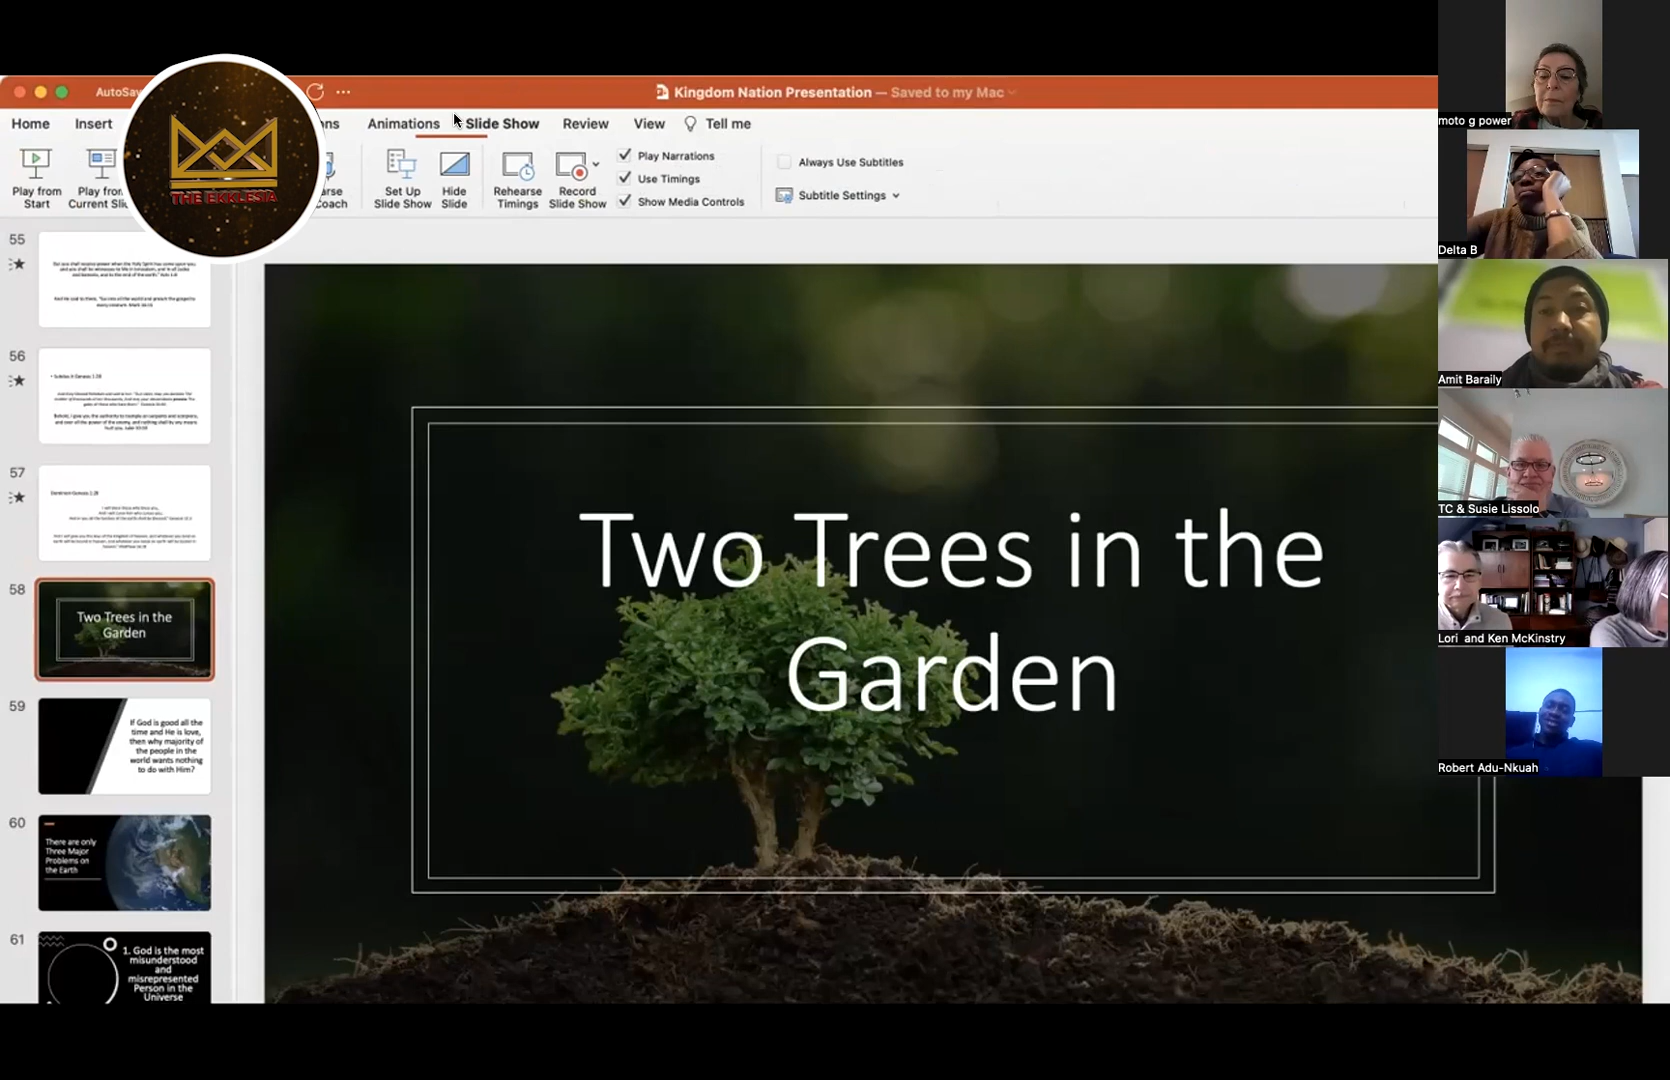 AutoSav
Kingdom Nation Presentation — Saved to my Mac
Home
Insert
ons
Animations
Slide Show
Review
View
Tell me
Play from
Start
Play from
Current Slid
arse
Coach
Set Up
Slide Show
Hide
Slide
Rehearse
Timings
Record
Slide Show
Play Narrations
Use Timings
Show Media Controls
Always Use Subtitles
Subtitle Settings
THE EKKLESIA
55
56
57
58
Two Trees in the
Garden
59
If God is good all the
time and He is love,
then why majority of
the people in the
world wants nothing
to do with Him?
60
There are only
Three Major
Problems on
the Earth
61
1. God is the most
misunderstood
and
misrepresented
Person in the
Universe
Two Trees in the
Garden
moto g power
Delta B
Amit Baraily
TC & Susie Lissolo
Lori and Ken McKinstry
Robert Adu-Nkuah